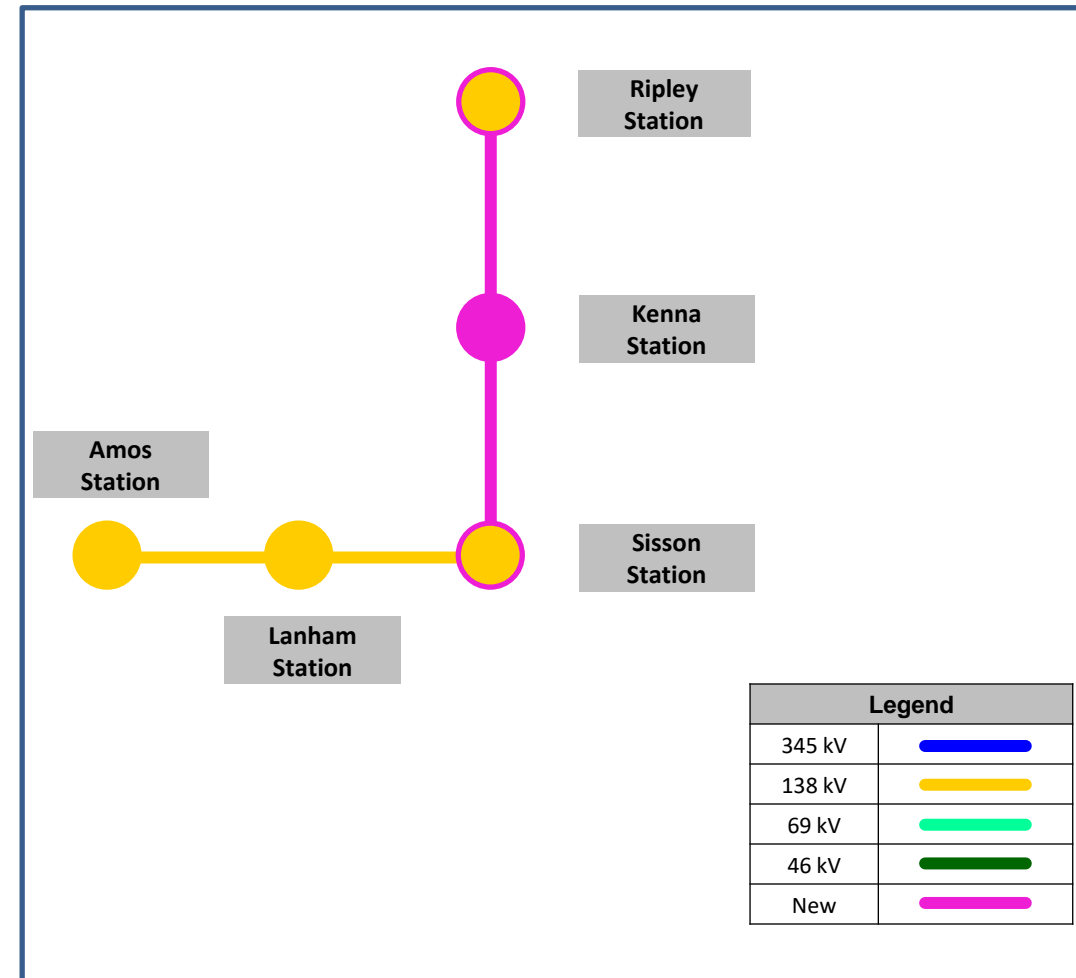 Ripley
Station
Kenna
Station
Amos
Station
Sisson
Station
Lanham
Station
Legend
345 kV
138 kV
69 kV
46 kV
New